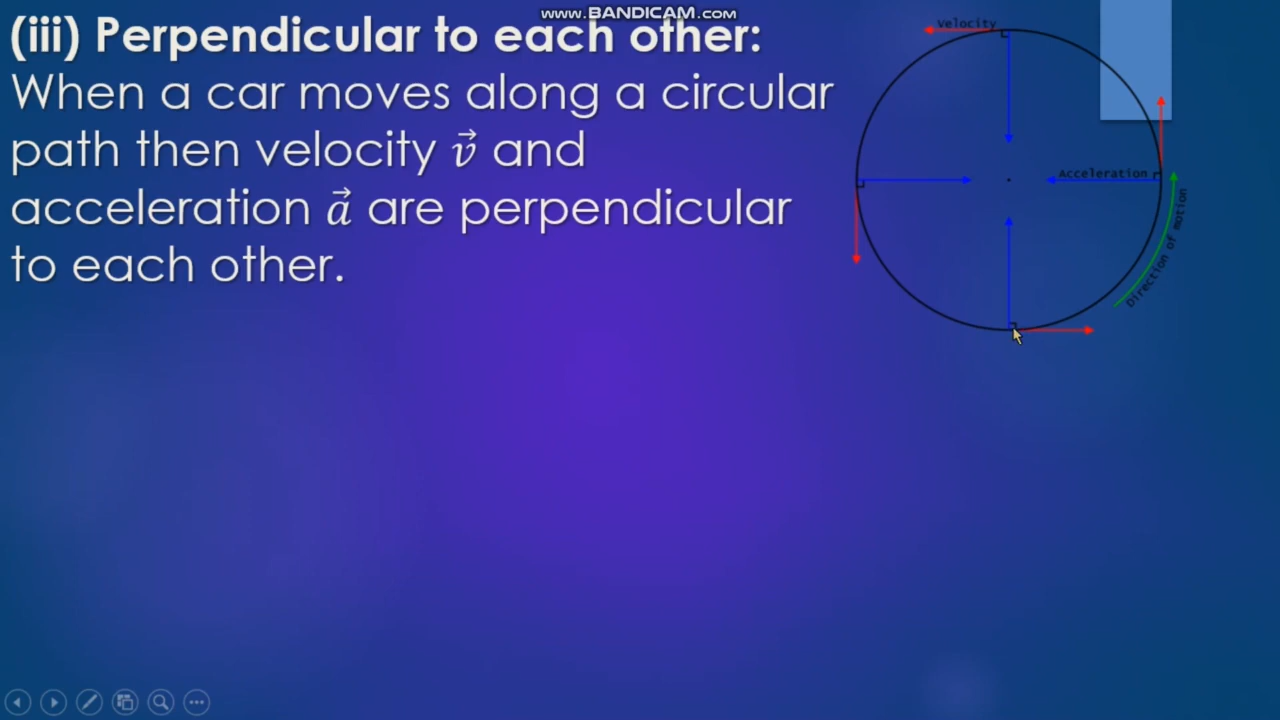 www.BANDICAM.com
(iii) Perpendicular to each other:
When a car moves along a circular
path then velocity v⃗ and
acceleration a⃗ are perpendicular
to each other.
Velocity
Acceleration
Direction of motion